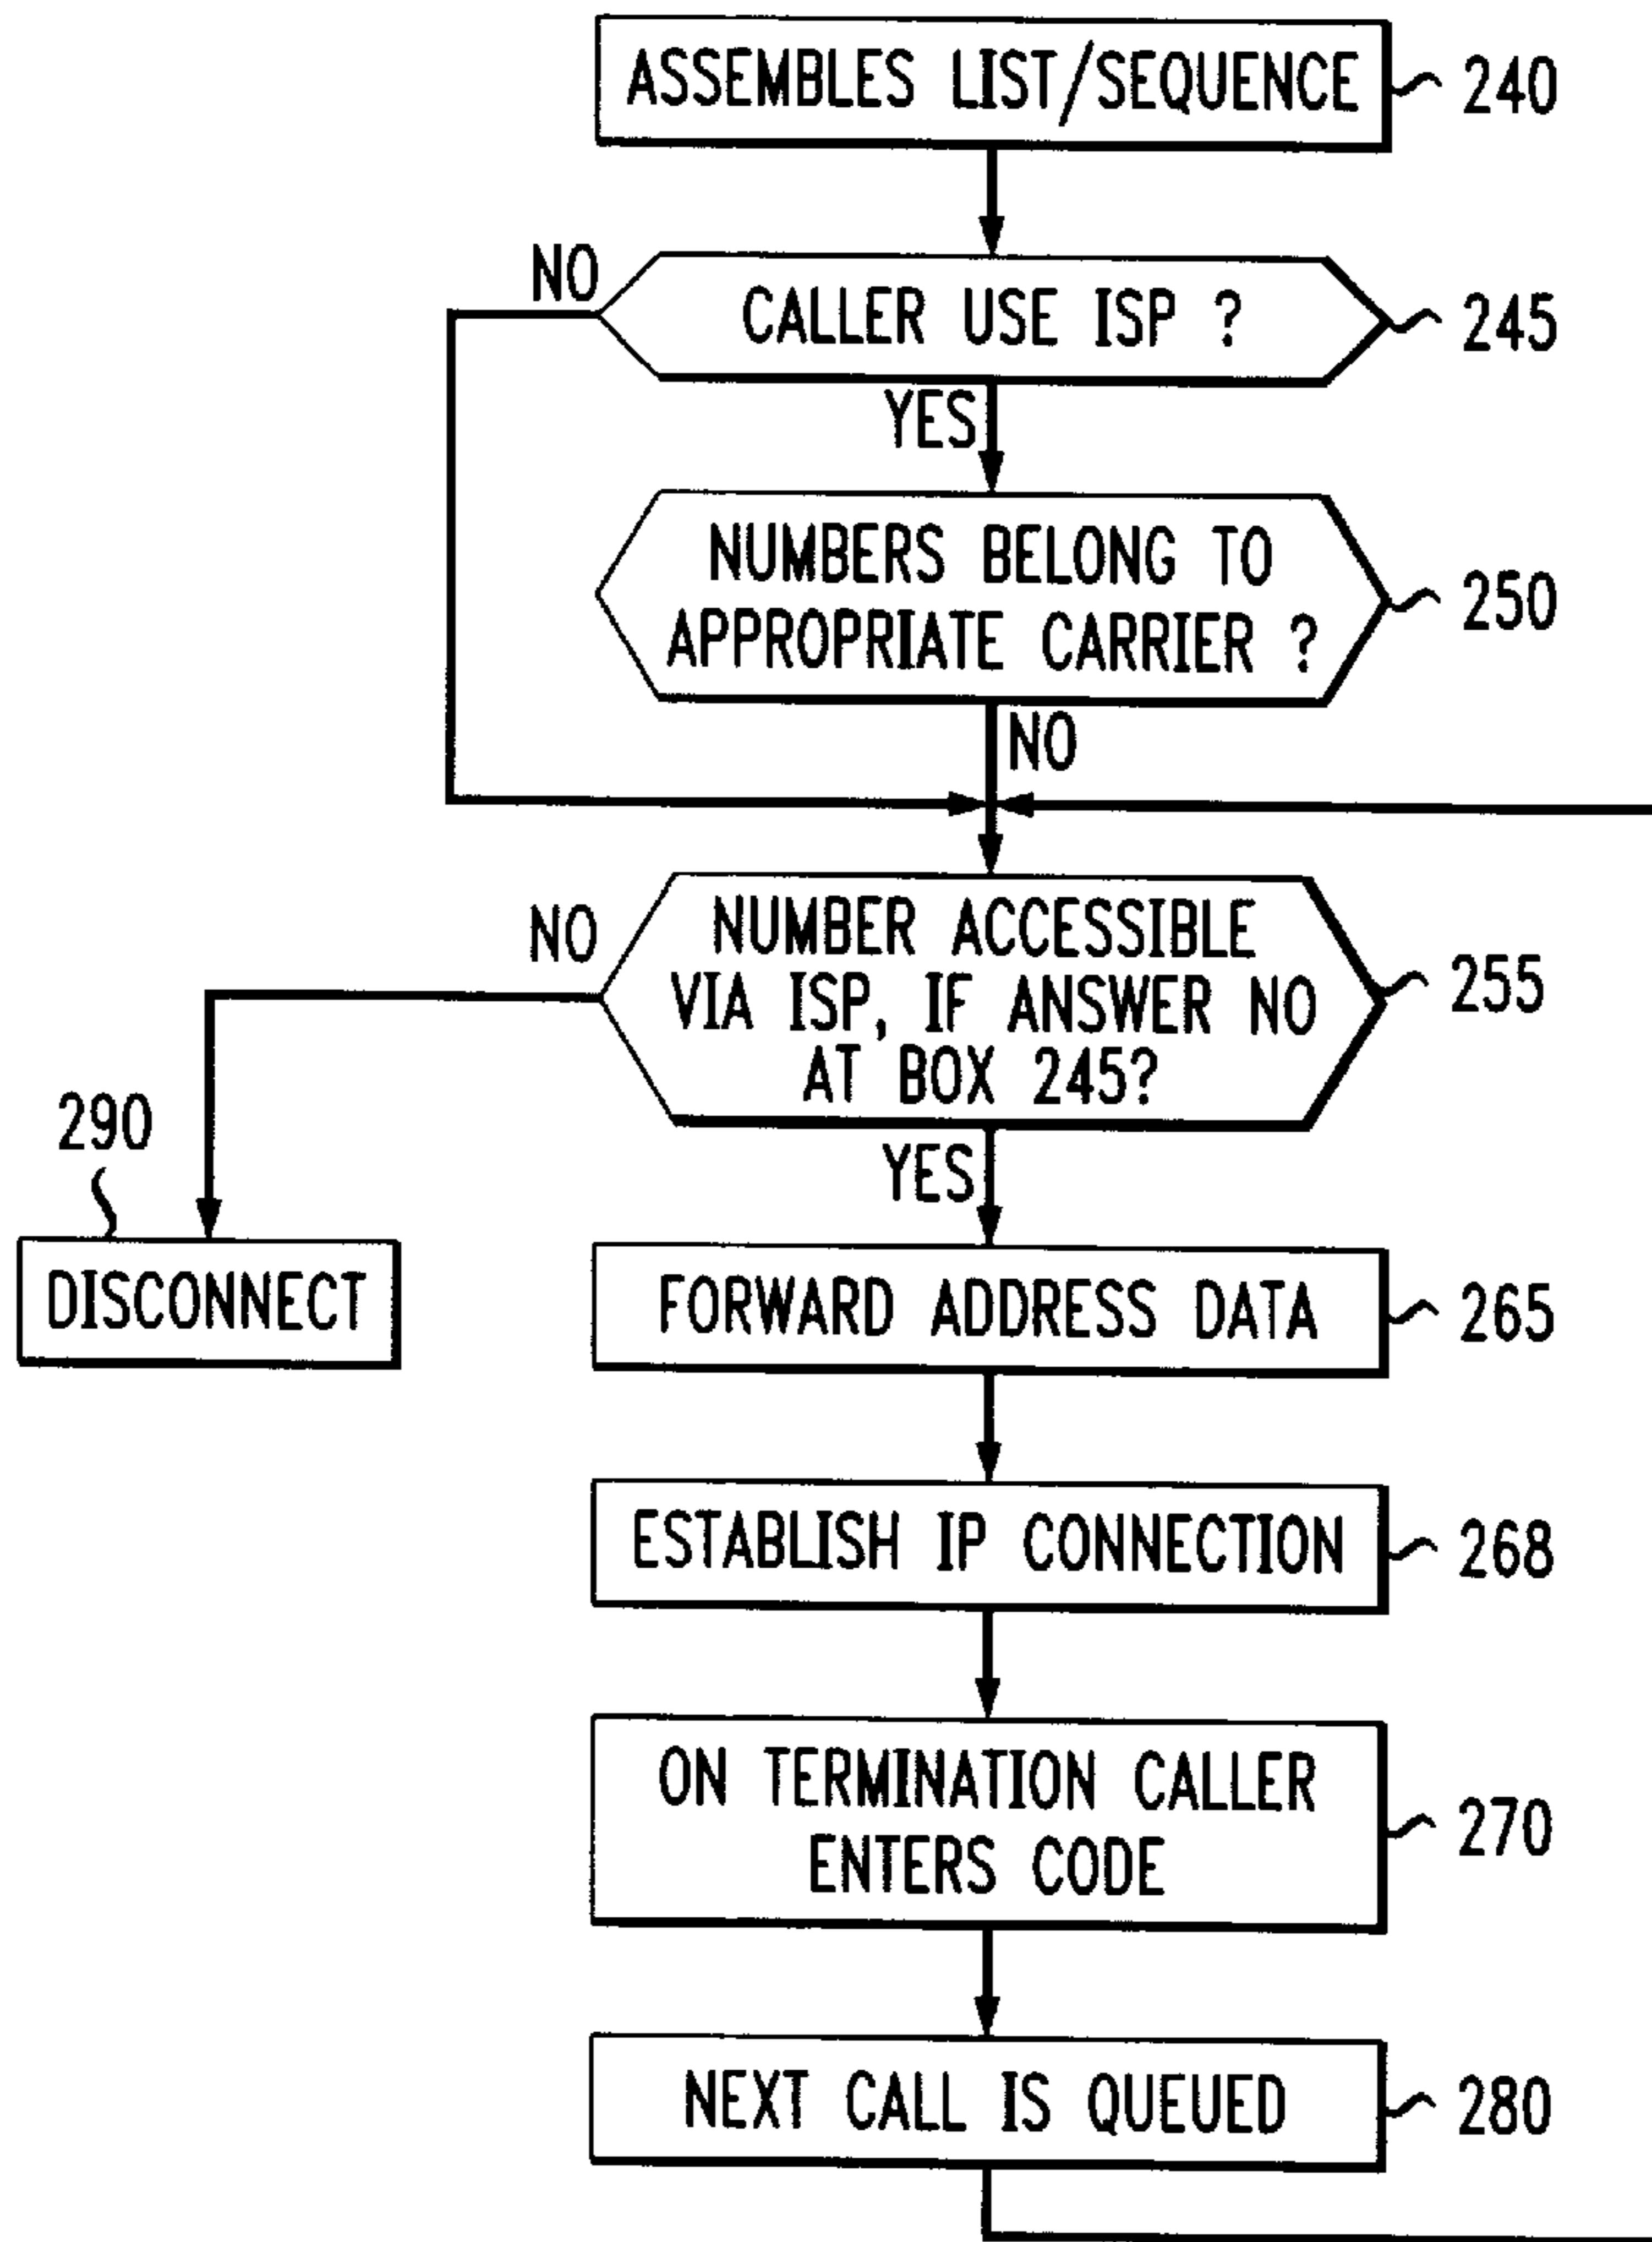 ASSEMBLES LIST/SEQUENCE
240
NO
CALLER USE ISP ?
245
YES
NUMBERS BELONG TO
APPROPRIATE CARRIER ?
250
NO
NO
NUMBER ACCESSIBLE
VIA ISP, IF ANSWER NO
AT BOX 245?
255
290
YES
DISCONNECT
FORWARD ADDRESS DATA
265
ESTABLISH IP CONNECTION
268
ON TERMINATION CALLER
ENTERS CODE
270
NEXT CALL IS QUEUED
280